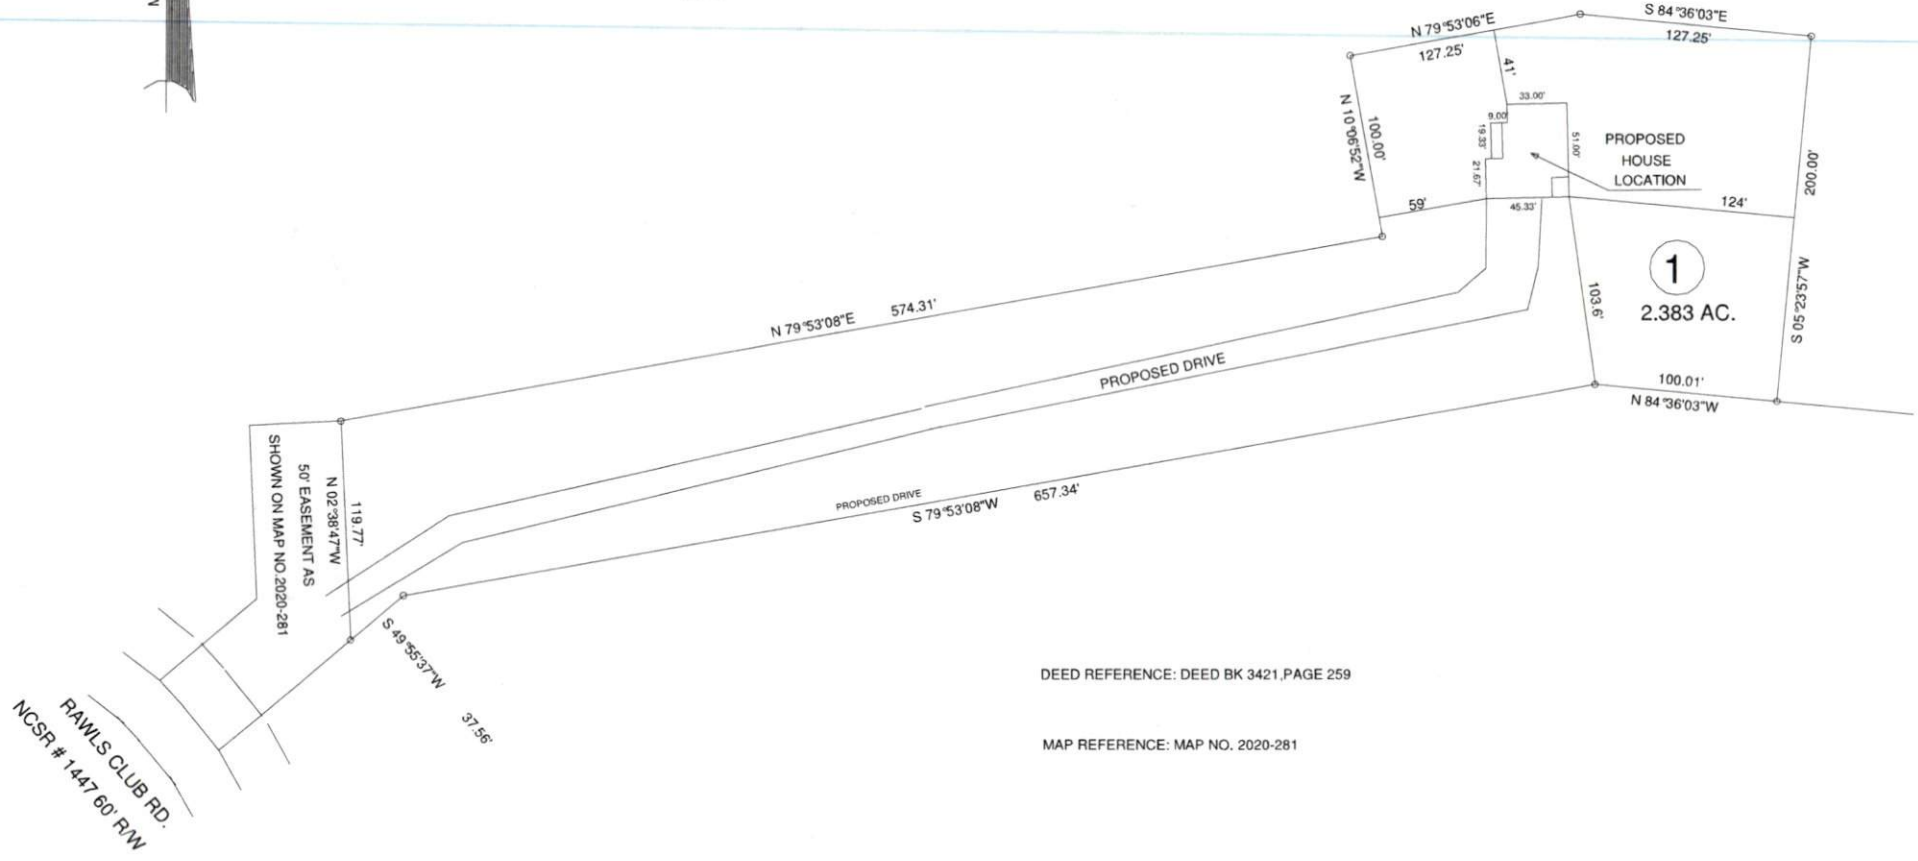 N
N 79°53'06"E
127.25'
S 84°36'03"E
127.25'
41'
33.00'
9.00'
19.33'
21.67'
51.00'
N 10°06'52"W
100.00'
PROPOSED
HOUSE
LOCATION
200.00'
S 05°23'57"W
59'
45.33'
124'
1
2.383 AC.
103.6'
100.01'
N 84°36'03"W
N 79°53'08"E 574.31'
PROPOSED DRIVE
PROPOSED DRIVE
S 79°53'08"W 657.34'
119.77'
N 02°38'47"W
50' EASEMENT AS
SHOWN ON MAP NO.2020-281
S 49°55'37"W 37.56'
RAWLS CLUB RD.
NCSR # 1447 60' R/W
DEED REFERENCE: DEED BK 3421,PAGE 259
MAP REFERENCE: MAP NO. 2020-281